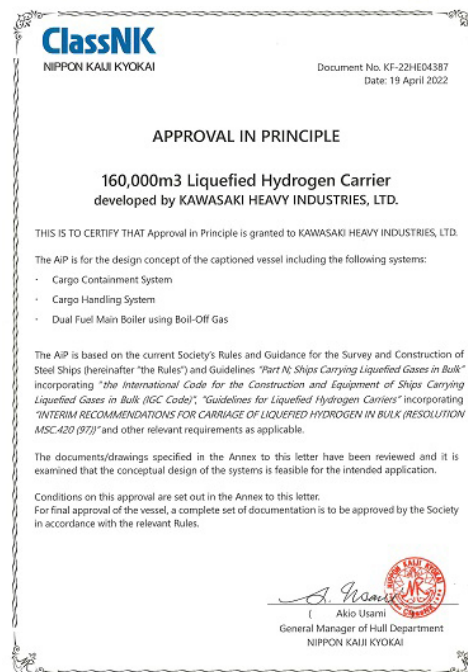 ClassNK
NIPPON KAIJI KYOKAI
Document No. KF-22HE04387
Date: 19 April 2022
APPROVAL IN PRINCIPLE
160,000m3 Liquefied Hydrogen Carrier
developed by KAWASAKI HEAVY INDUSTRIES, LTD.
THIS IS TO CERTIFY THAT Approval in Principle is granted to KAWASAKI HEAVY INDUSTRIES, LTD.
The AiP is for the design concept of the captioned vessel including the following systems:
· Cargo Containment System
· Cargo Handling System
· Dual Fuel Main Boiler using Boil-Off Gas
The AiP is based on the current Society's Rules and Guidance for the Survey and Construction of
Steel Ships (hereinafter "the Rules") and Guidelines "Part N; Ships Carrying Liquefied Gases in Bulk"
incorporating "the International Code for the Construction and Equipment of Ships Carrying
Liquefied Gases in Bulk (IGC Code)", "Guidelines for Liquefied Hydrogen Carriers" incorporating
"INTERIM RECOMMENDATIONS FOR CARRIAGE OF LIQUEFIED HYDROGEN IN BULK (RESOLUTION
MSC.420 (97))" and other relevant requirements as applicable.
The documents/drawings specified in the Annex to this letter have been reviewed and it is
examined that the conceptual design of the systems is feasible for the intended application.
Conditions on this approval are set out in the Annex to this letter.
For final approval of the vessel, a complete set of documentation is to be approved by the Society
in accordance with the relevant Rules.
A. Usami
NIPPON KAIJI KYOKAI
NK
ClassNK
( Akio Usami
General Manager of Hull Department
NIPPON KAIJI KYOKAI